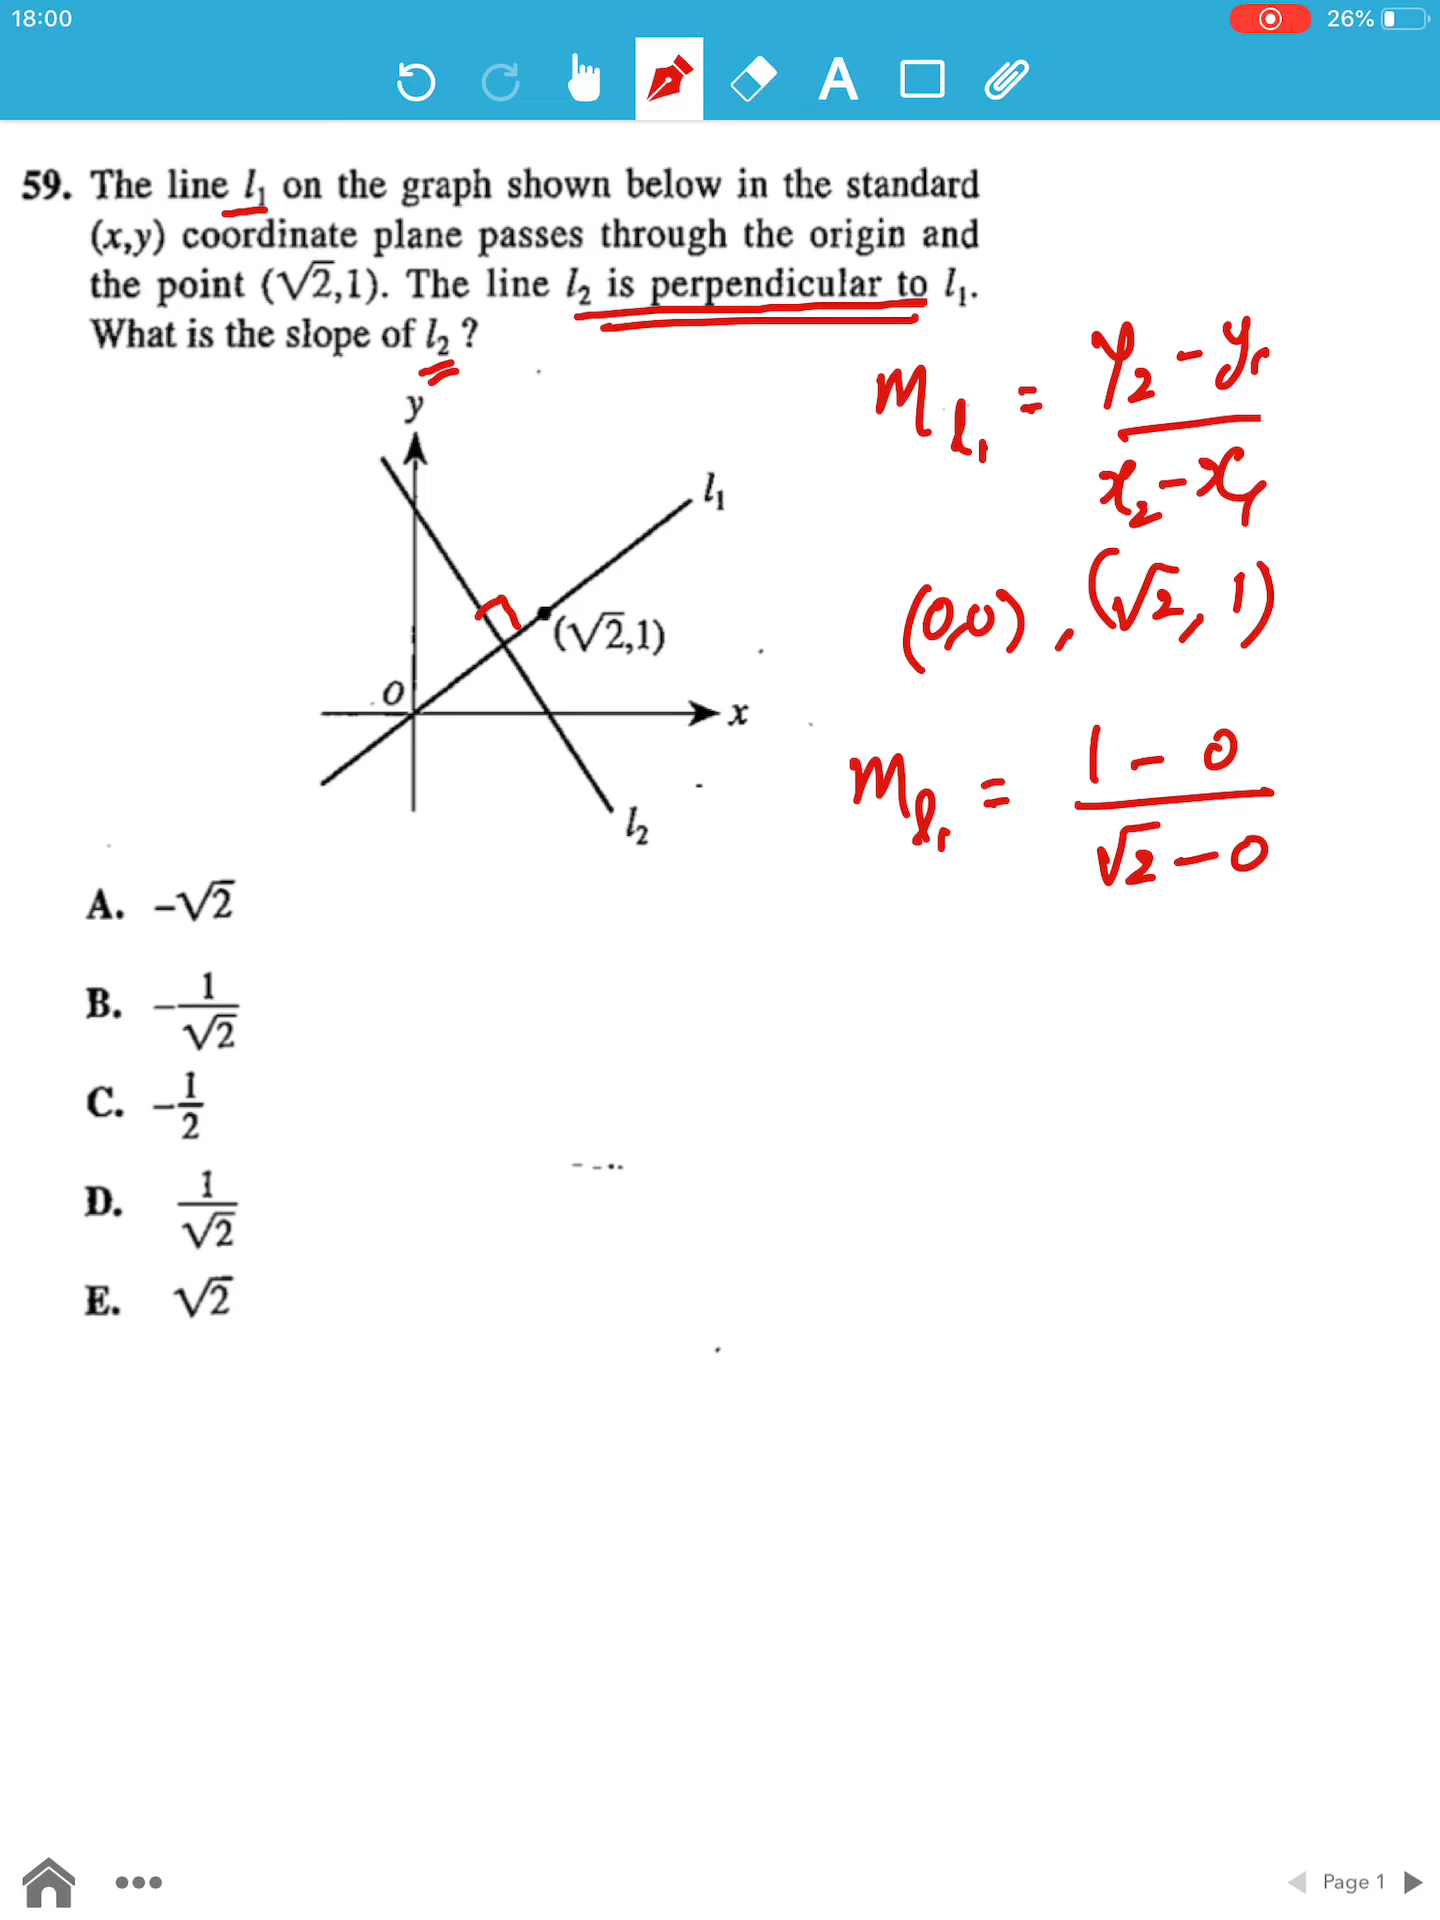 18:00
26%
A
59. The line l₁ on the graph shown below in the standard
(x,y) coordinate plane passes through the origin and
the point (√2,1). The line l₂ is perpendicular to l₁.
What is the slope of l₂ ?
y
l₁
(√2,1)
O
x
l₂
m l₁ = y₂ - y₁ / x₂ - x₁
(0,0) , (√2, 1)
m l₁ = 1 - 0 / √2 - 0
A. -√2
B. -1/√2
C. -1/2
D. 1/√2
E. √2
Page 1